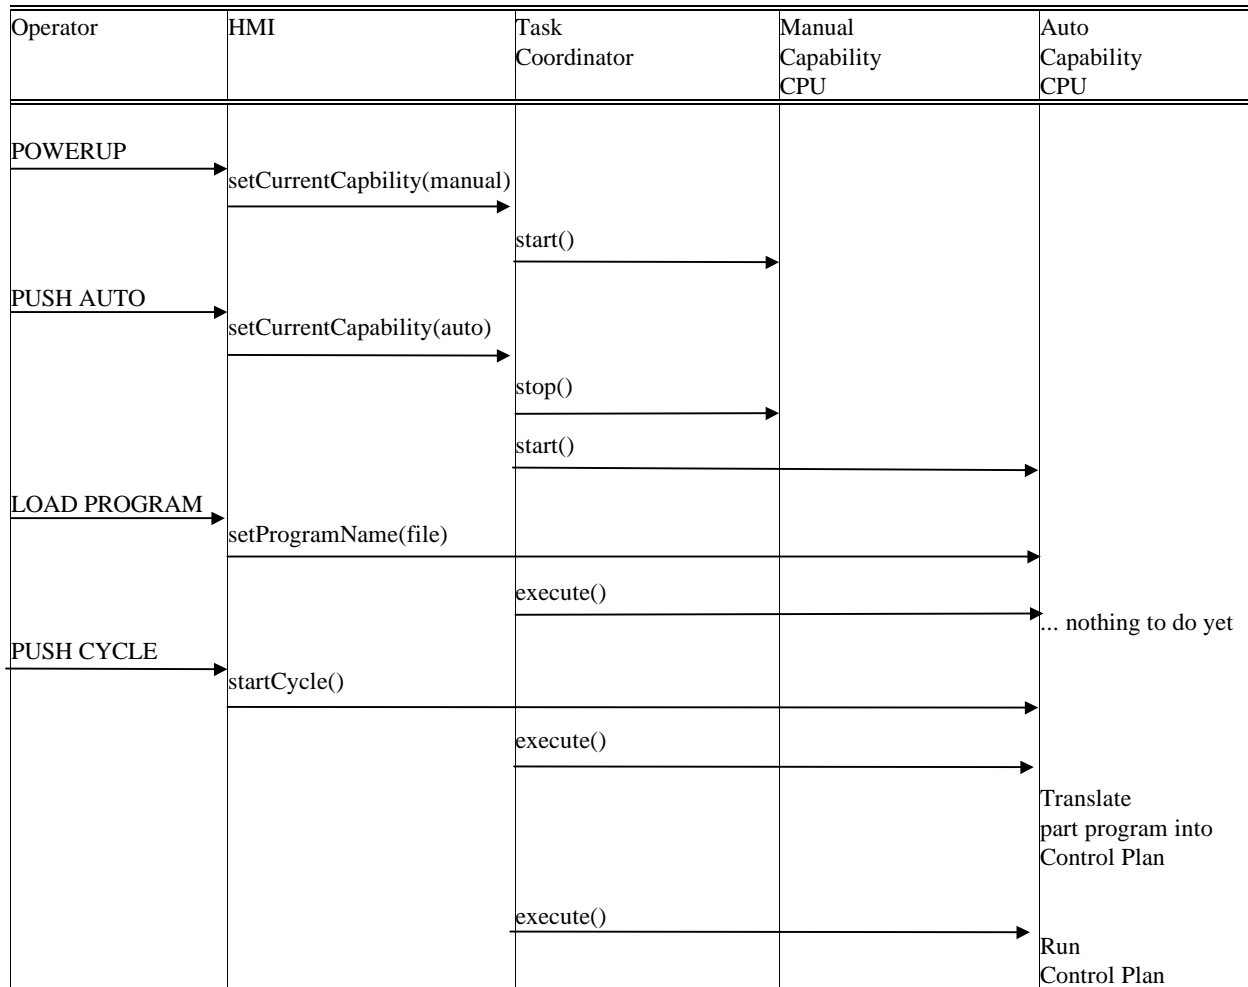 Operator
HMI
Task
Coordinator
Manual
Capability
CPU
Auto
Capability
CPU
POWERUP
setCurrentCapbility(manual)
start()
PUSH AUTO
setCurrentCapability(auto)
stop()
start()
LOAD PROGRAM
setProgramName(file)
execute()
... nothing to do yet
PUSH CYCLE
startCycle()
execute()
Translate
part program into
Control Plan
execute()
Run
Control Plan